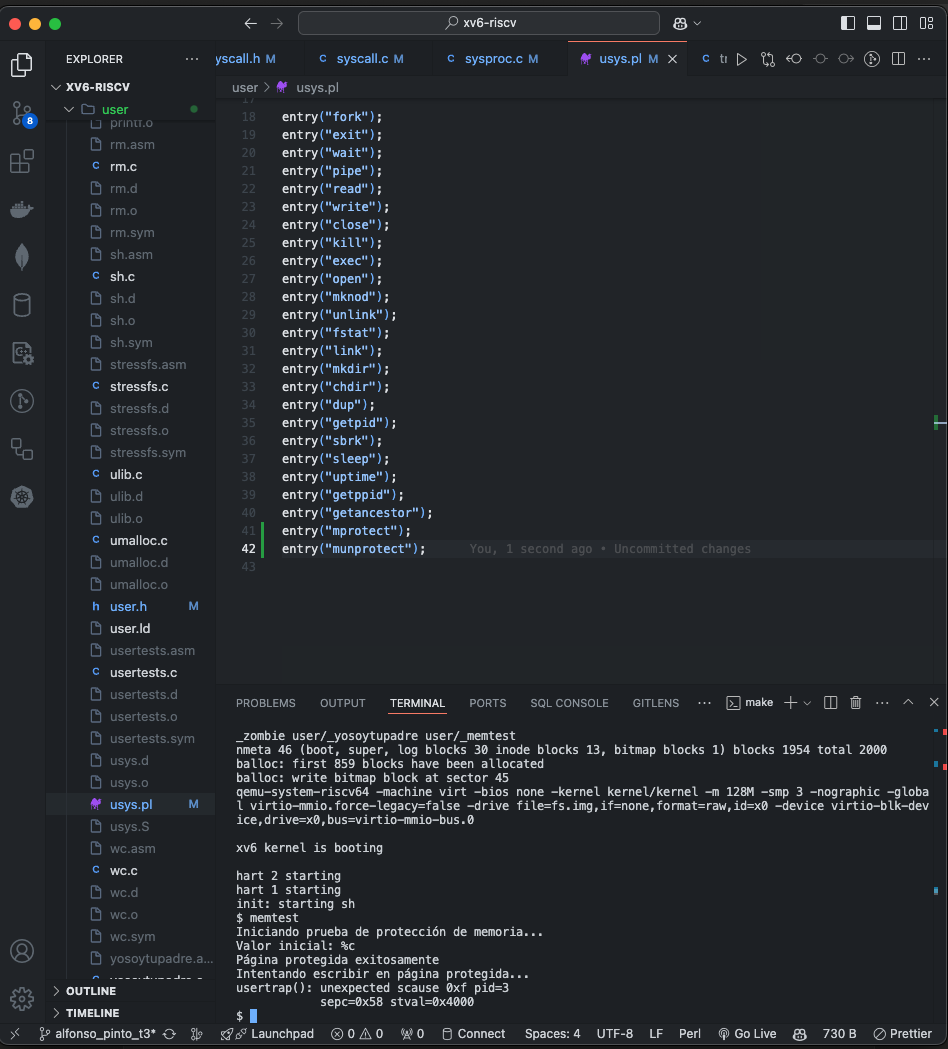 xv6-riscv
EXPLORER
XV6-RISCV
user
printf.o
rm.asm
rm.c
rm.d
rm.o
rm.sym
sh.asm
sh.c
sh.d
sh.o
sh.sym
stressfs.asm
stressfs.c
stressfs.d
stressfs.o
stressfs.sym
ulib.c
ulib.d
ulib.o
umalloc.c
umalloc.d
umalloc.o
user.h M
user.ld
usertests.asm
usertests.c
usertests.d
usertests.o
usertests.sym
usys.d
usys.o
usys.pl M
usys.S
wc.asm
wc.c
wc.d
wc.o
wc.sym
yosoytupadre.a...
yosoytupadre.c
OUTLINE
TIMELINE
8
yscall.h M
C syscall.c M
C sysproc.c M
usys.pl M
C tr
user > usys.pl
17
18 entry("fork");
19 entry("exit");
20 entry("wait");
21 entry("pipe");
22 entry("read");
23 entry("write");
24 entry("close");
25 entry("kill");
26 entry("exec");
27 entry("open");
28 entry("mknod");
29 entry("unlink");
30 entry("fstat");
31 entry("link");
32 entry("mkdir");
33 entry("chdir");
34 entry("dup");
35 entry("getpid");
36 entry("sbrk");
37 entry("sleep");
38 entry("uptime");
39 entry("getppid");
40 entry("getancestor");
41 entry("mprotect");
42 entry("munprotect"); You, 1 second ago • Uncommitted changes
43
PROBLEMS OUTPUT TERMINAL PORTS SQL CONSOLE GITLENS ... make
_zombie user/_yosoytupadre user/_memtest
nmeta 46 (boot, super, log blocks 30 inode blocks 13, bitmap blocks 1) blocks 1954 total 2000
balloc: first 859 blocks have been allocated
balloc: write bitmap block at sector 45
qemu-system-riscv64 -machine virt -bios none -kernel kernel/kernel -m 128M -smp 3 -nographic -globa
l virtio-mmio.force-legacy=false -drive file=fs.img,if=none,format=raw,id=x0 -device virtio-blk-dev
ice,drive=x0,bus=virtio-mmio-bus.0
xv6 kernel is booting
hart 2 starting
hart 1 starting
init: starting sh
$ memtest
Iniciando prueba de protección de memoria...
Valor inicial: %c
Página protegida exitosamente
Intentando escribir en página protegida...
usertrap(): unexpected scause 0xf pid=3
sepc=0x58 stval=0x4000
$
alfonso_pinto_t3* Launchpad 0 0 0 Connect Spaces: 4 UTF-8 LF Perl Go Live 730 B Prettier